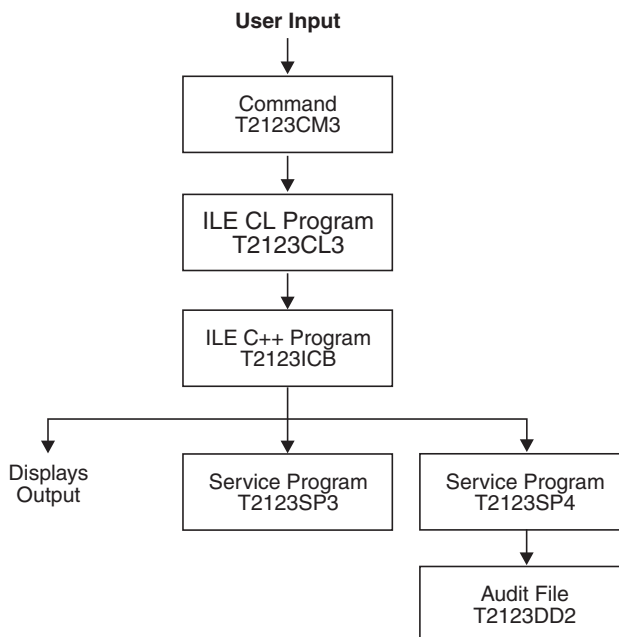 User Input
Command
T2123CM3
ILE CL Program
T2123CL3
ILE C++ Program
T2123ICB
Displays
Output
Service Program
T2123SP3
Service Program
T2123SP4
Audit File
T2123DD2